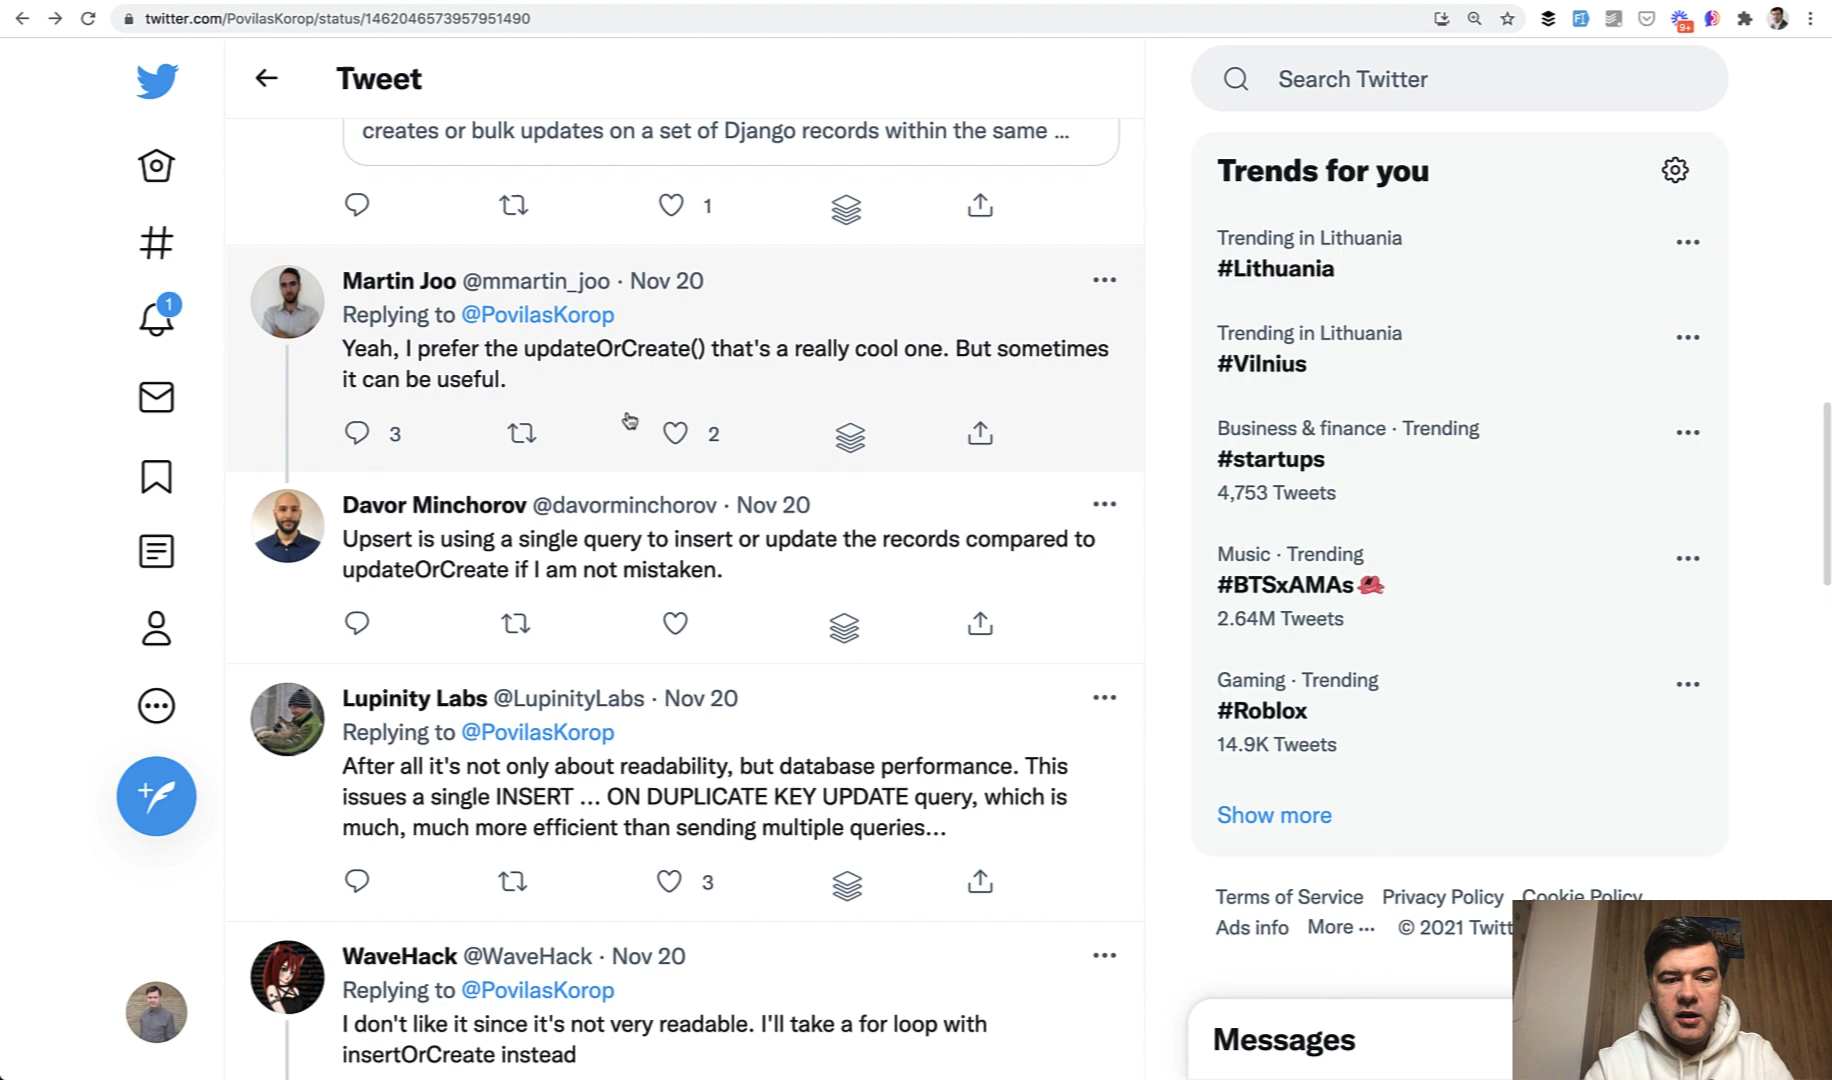 twitter.com/PovilasKorop/status/1462046573957951490
9+
Tweet
Search Twitter
creates or bulk updates on a set of Django records within the same ...
1
Martin Joo @mmartin_joo · Nov 20
Replying to @PovilasKorop
Yeah, I prefer the updateOrCreate() that's a really cool one. But sometimes
it can be useful.
3
2
Davor Minchorov @davorminchorov · Nov 20
Upsert is using a single query to insert or update the records compared to
updateOrCreate if I am not mistaken.
Lupinity Labs @LupinityLabs · Nov 20
Replying to @PovilasKorop
After all it's not only about readability, but database performance. This
issues a single INSERT ... ON DUPLICATE KEY UPDATE query, which is
much, much more efficient than sending multiple queries...
3
WaveHack @WaveHack · Nov 20
Replying to @PovilasKorop
I don't like it since it's not very readable. I'll take a for loop with
insertOrCreate instead
1
Trends for you
Trending in Lithuania
#Lithuania
Trending in Lithuania
#Vilnius
Business & finance · Trending
#startups
4,753 Tweets
Music · Trending
#BTSxAMAs
2.64M Tweets
Gaming · Trending
#Roblox
14.9K Tweets
Show more
Terms of Service Privacy Policy Cookie Policy
Ads info More ··· © 2021 Twitt
Messages